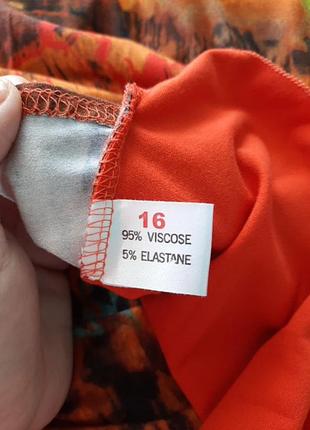 16
95% VISCOSE
5% ELASTANE